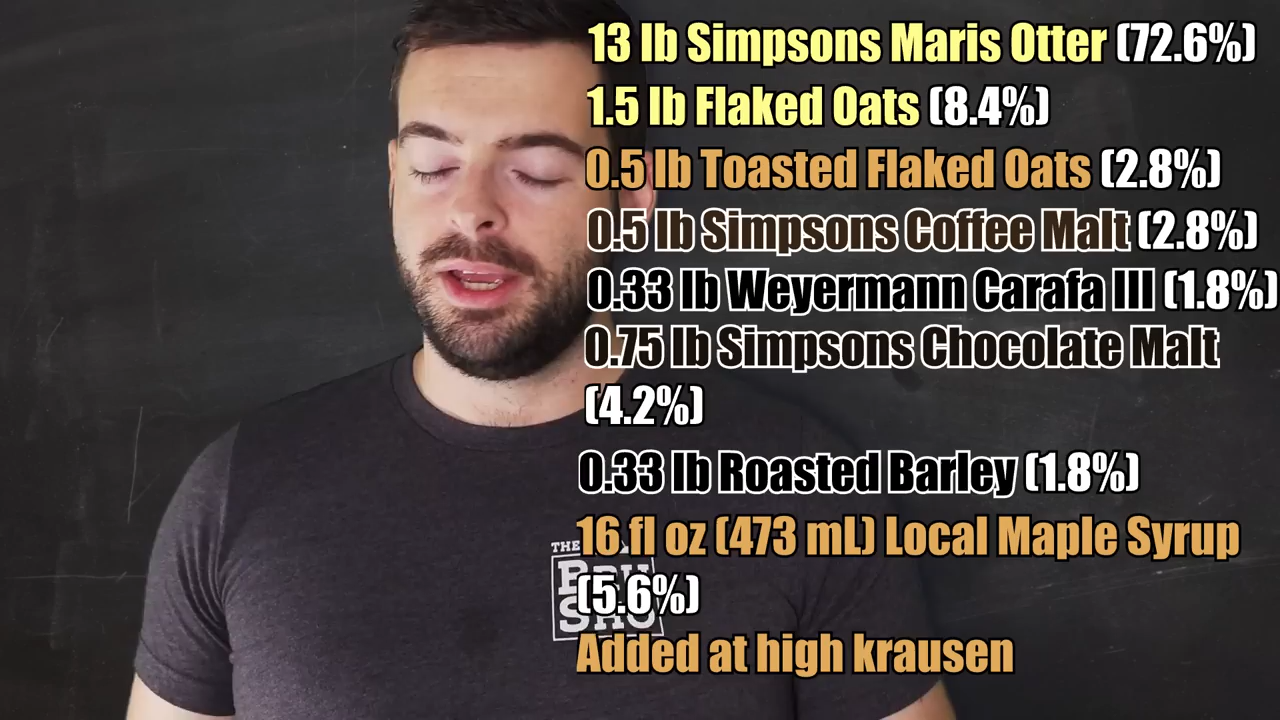 13 lb Simpsons Maris Otter (72.6%)
1.5 lb Flaked Oats (8.4%)
0.5 lb Toasted Flaked Oats (2.8%)
0.5 lb Simpsons Coffee Malt (2.8%)
0.33 lb Weyermann Carafa III (1.8%)
0.75 lb Simpsons Chocolate Malt
(4.2%)
0.33 lb Roasted Barley (1.8%)
16 fl oz (473 mL) Local Maple Syrup
(5.6%)
Added at high krausen
THE
SHO